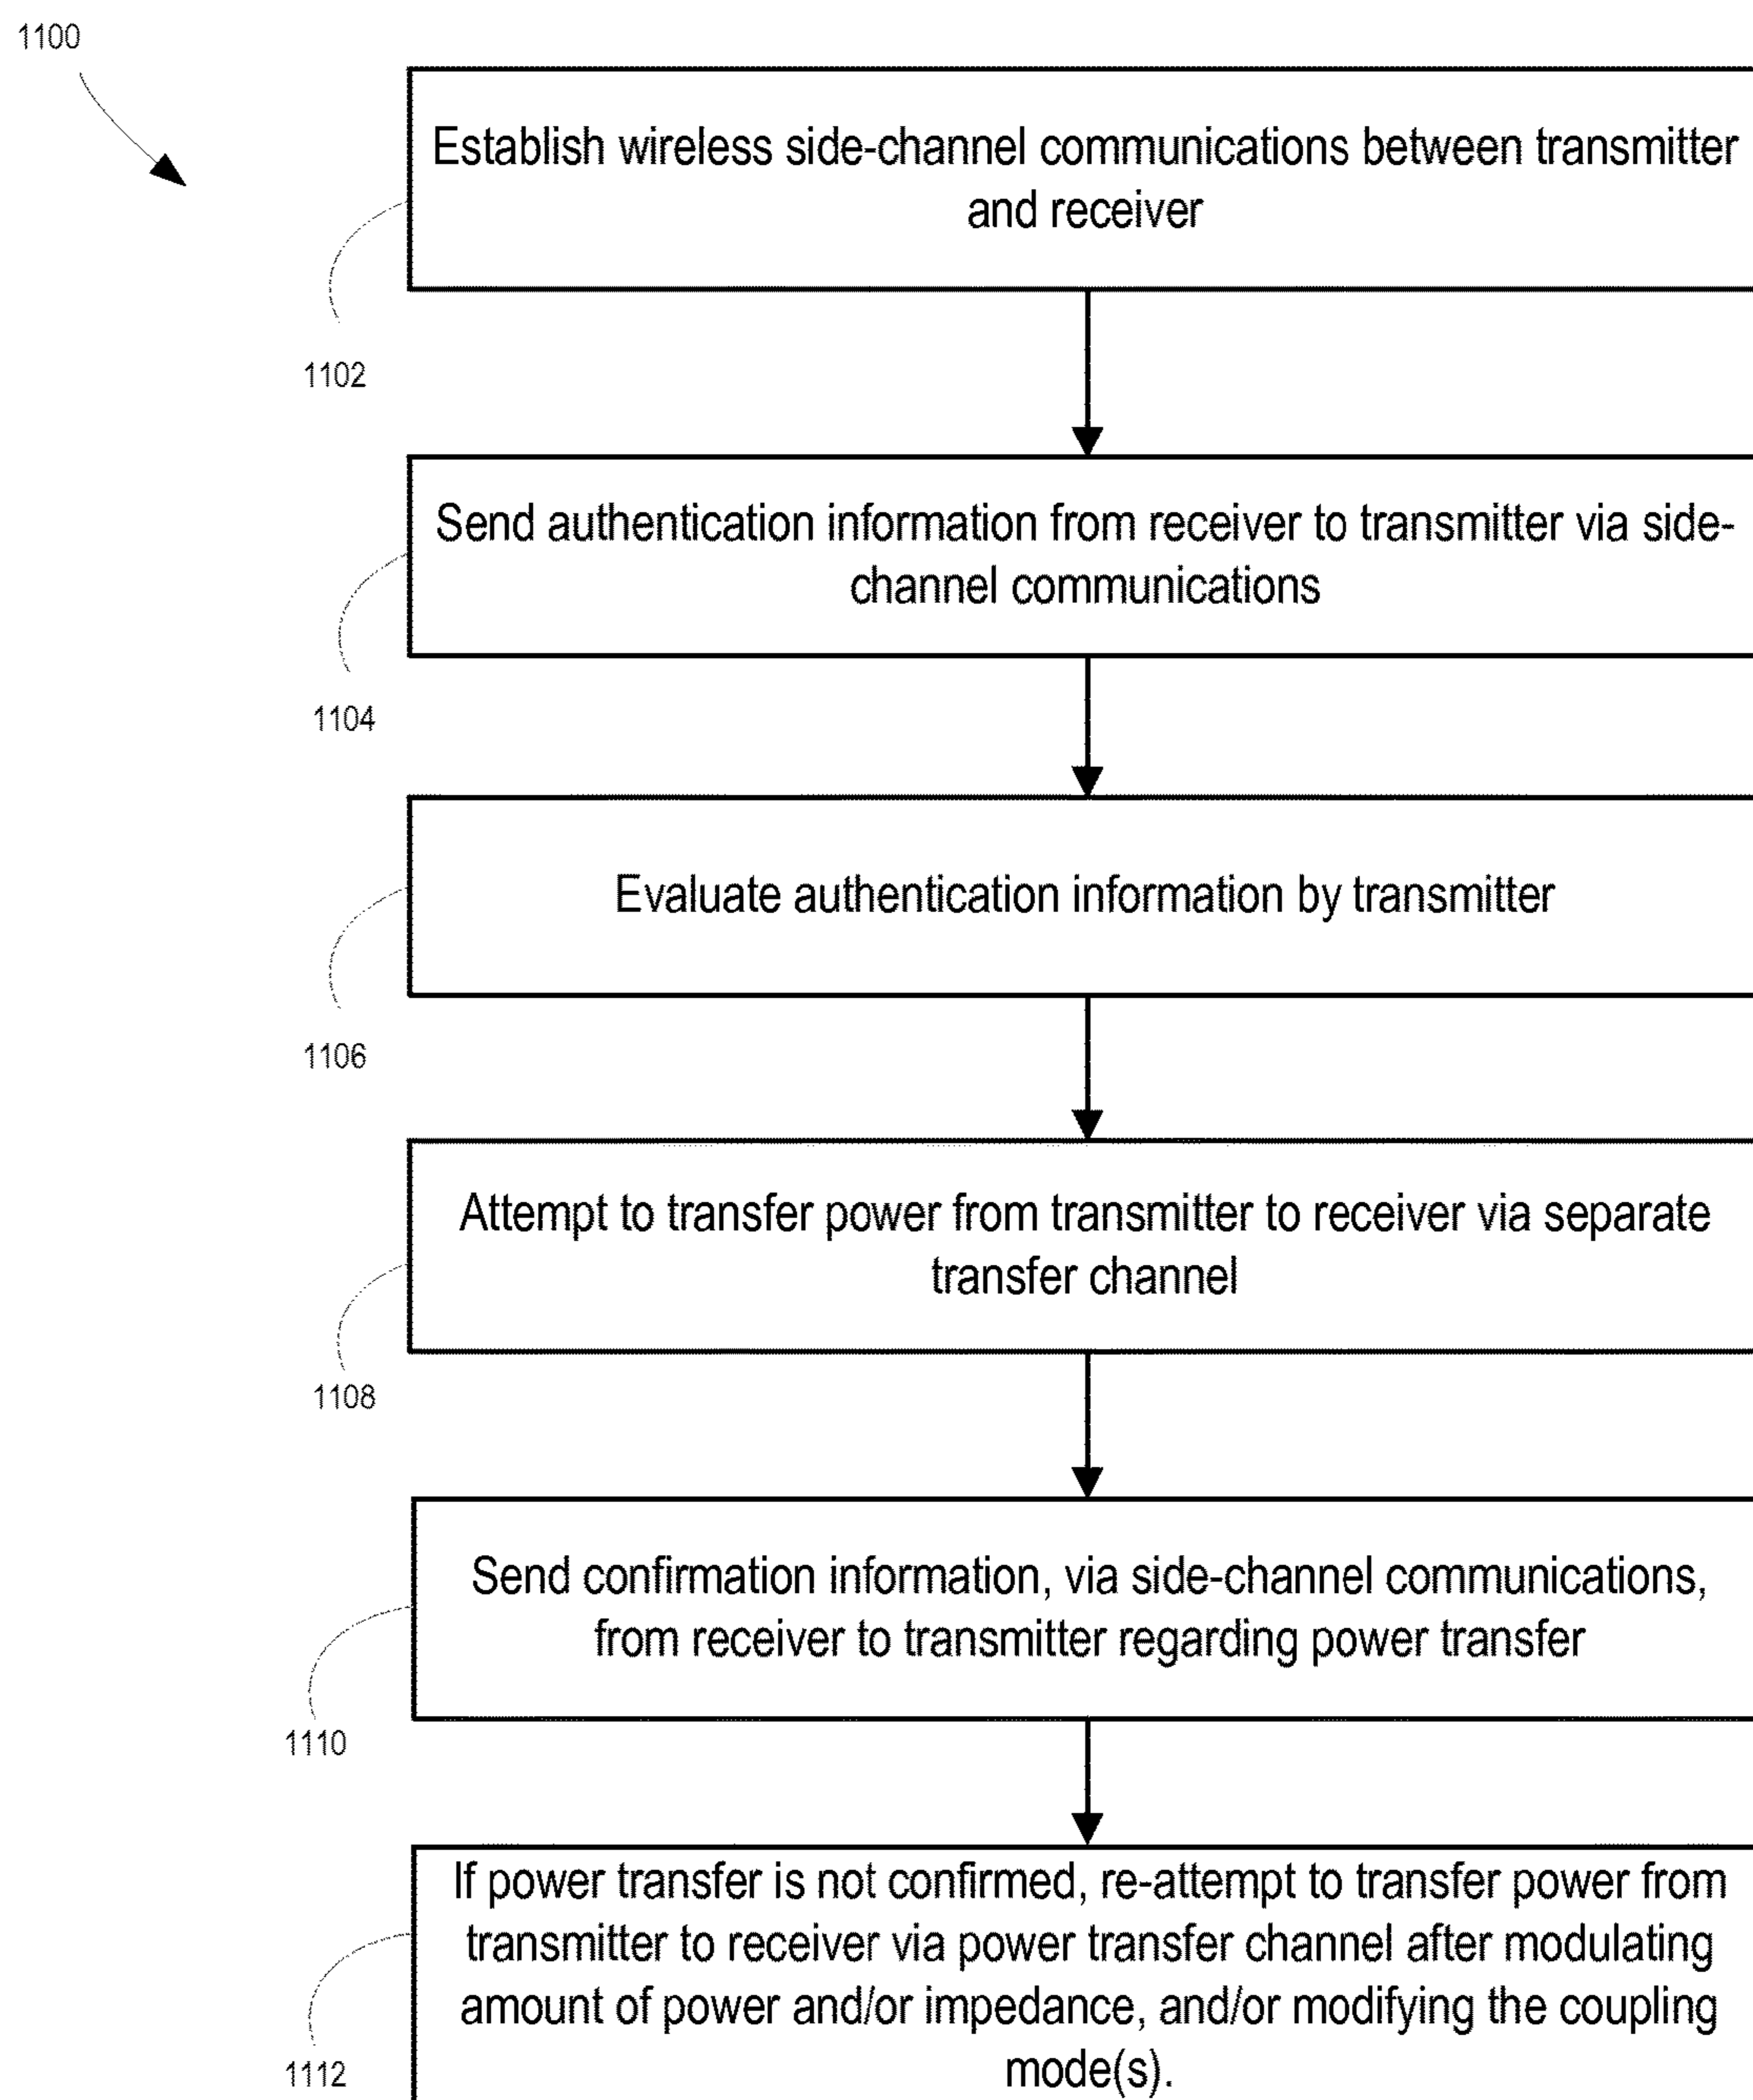 1100
Establish wireless side-channel communications between transmitter
and receiver
1102
Send authentication information from receiver to transmitter via side-
channel communications
1104
Evaluate authentication information by transmitter
1106
Attempt to transfer power from transmitter to receiver via separate
transfer channel
1108
Send confirmation information, via side-channel communications,
from receiver to transmitter regarding power transfer
1110
If power transfer is not confirmed, re-attempt to transfer power from
transmitter to receiver via power transfer channel after modulating
amount of power and/or impedance, and/or modifying the coupling
mode(s).
1112